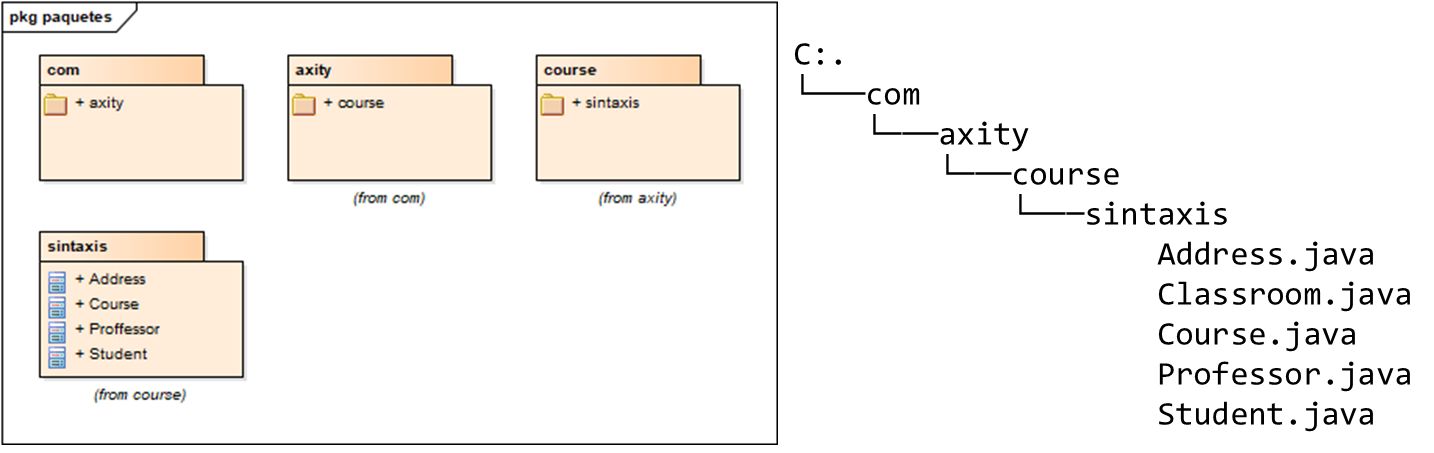 pkg paquetes
com
+ axity
axity
+ course
(from com)
course
+ sintaxis
(from axity)
sintaxis
+ Address
+ Course
+ Proffessor
+ Student
(from course)
C:.
└───com
└───axity
└───course
└───sintaxis
Address.java
Classroom.java
Course.java
Professor.java
Student.java